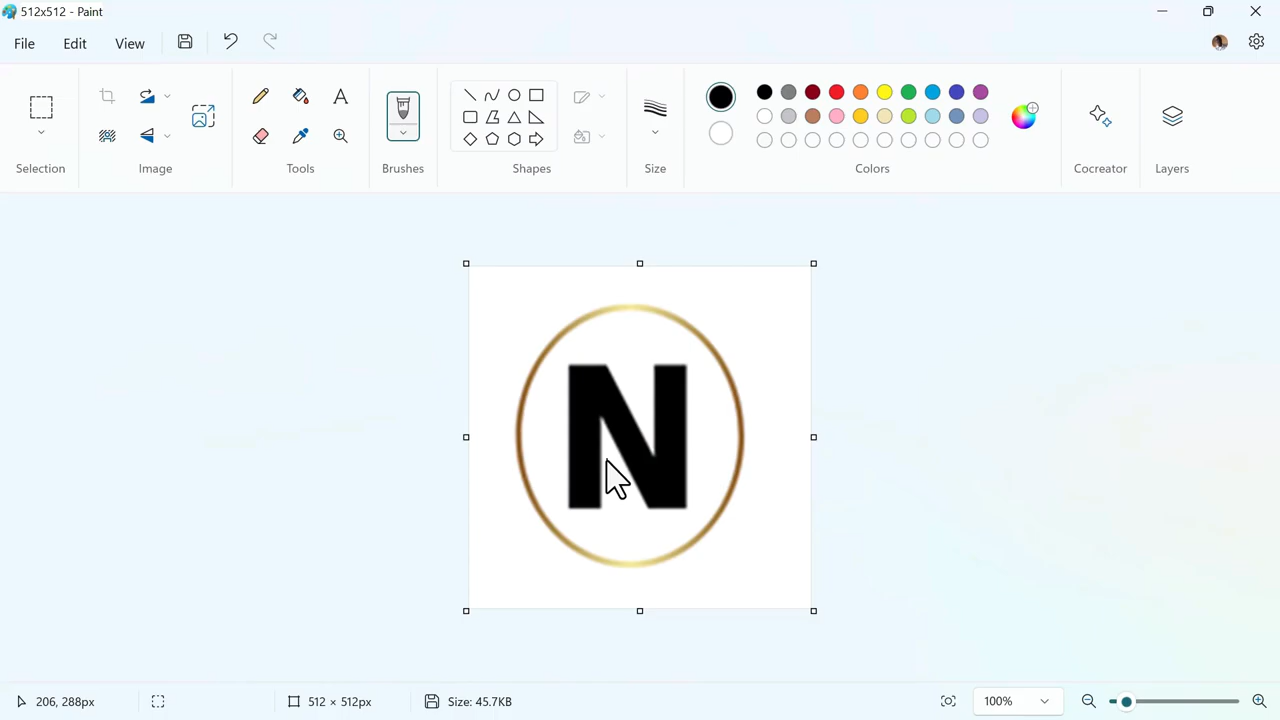 512x512 - Paint
File Edit View
Selection Image Tools Brushes Shapes Size Colors Cocreator Layers
N
206, 288px 512 × 512px Size: 45.7KB 100%